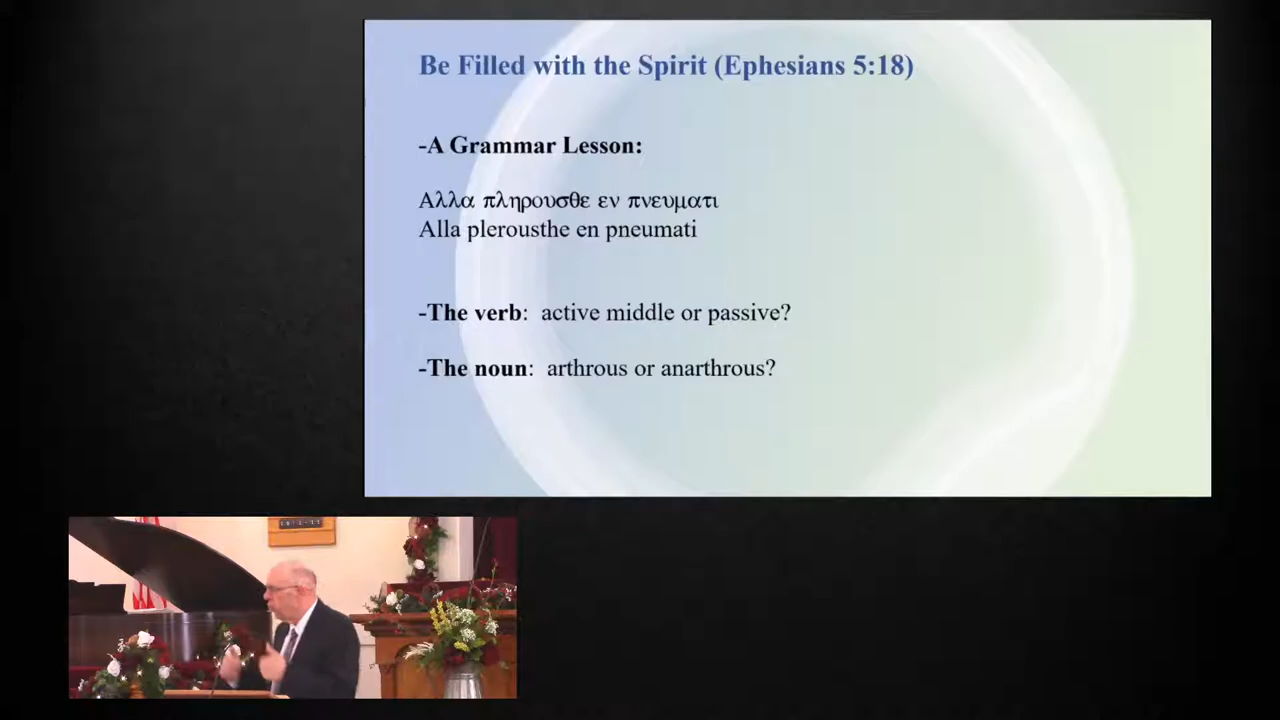 Be Filled with the Spirit (Ephesians 5:18)
-A Grammar Lesson:
Αλλα πληρουσθε εν πνευματι
Alla plerousthe en pneumati
-The verb:  active middle or passive?
-The noun:  arthrous or anarthrous?